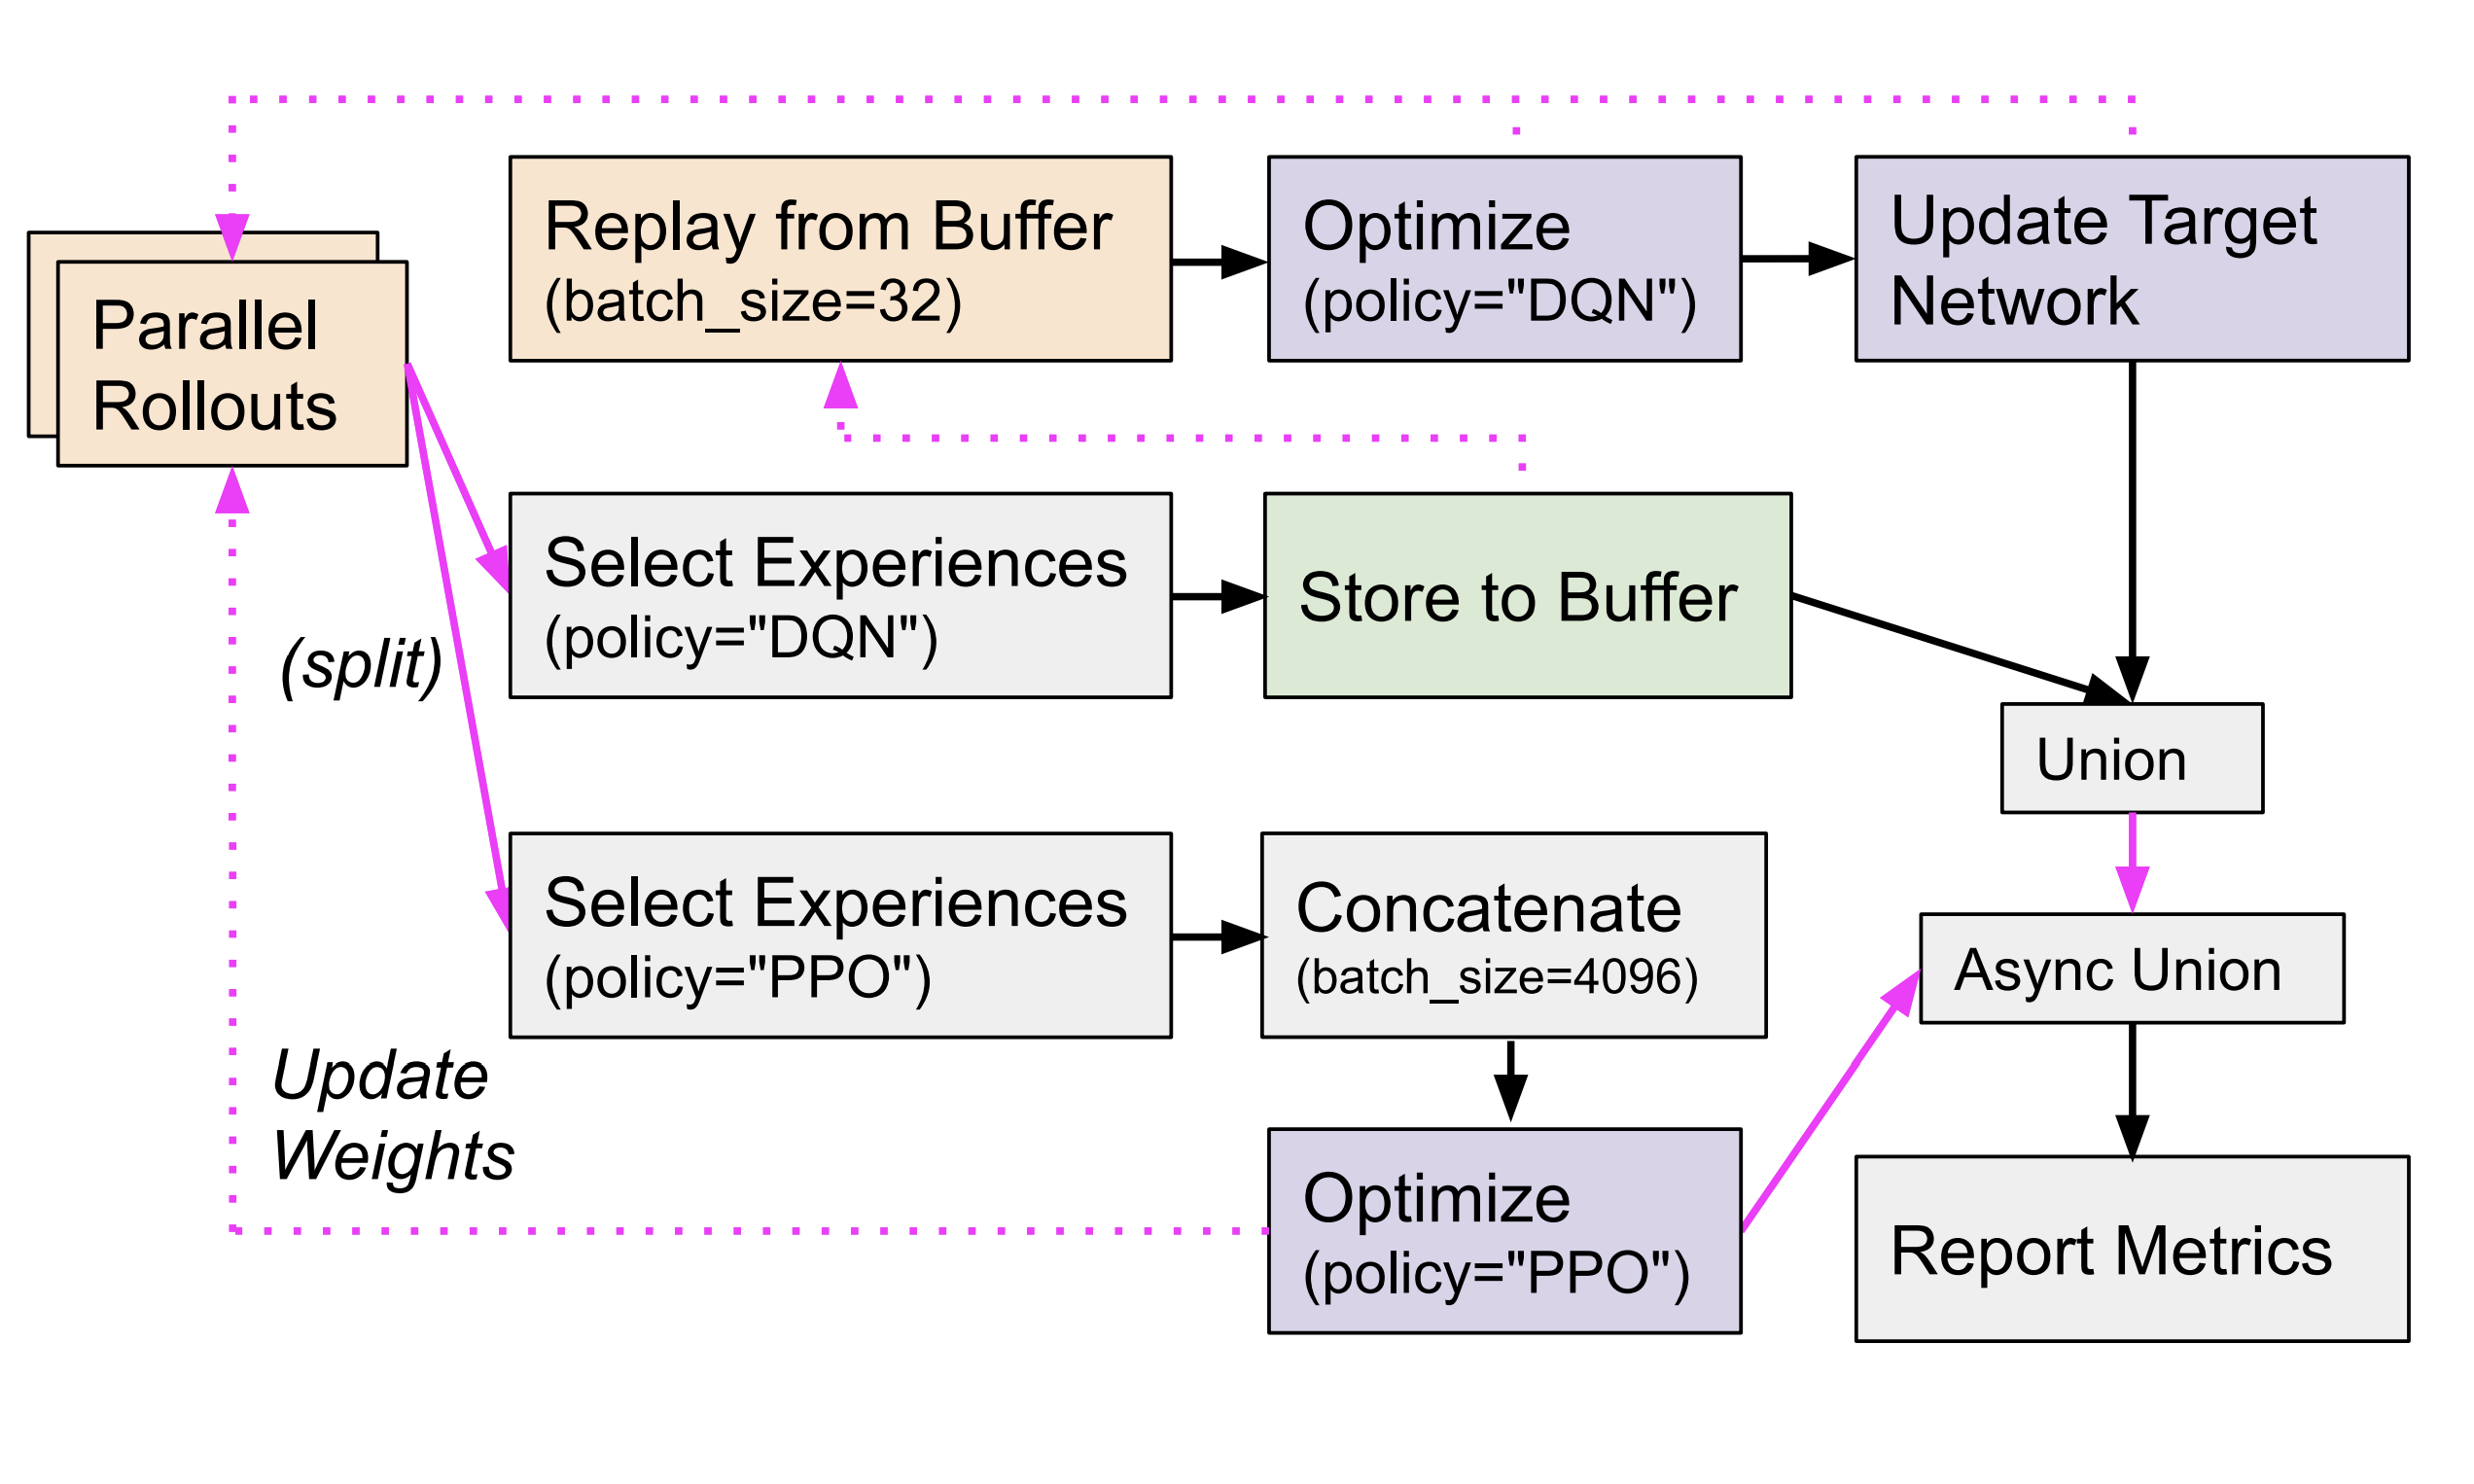 Parallel
Rollouts
Replay from Buffer
(batch_size=32)
Optimize
(policy="DQN")
Update Target
Network
(split)
Select Experiences
(policy="DQN")
Store to Buffer
Union
Select Experiences
(policy="PPO")
Concatenate
(batch_size=4096)
Async Union
Update
Weights
Optimize
(policy="PPO")
Report Metrics